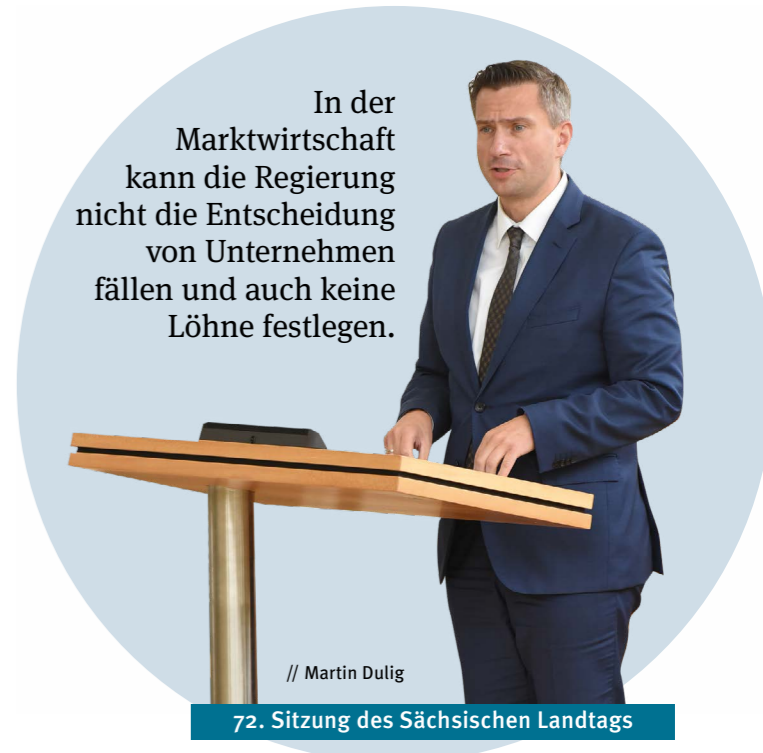 In der
Marktwirtschaft
kann die Regierung
nicht die Entscheidung
von Unternehmen
fällen und auch keine
Löhne festlegen.
// Martin Dulig
72. Sitzung des Sächsischen Landtags